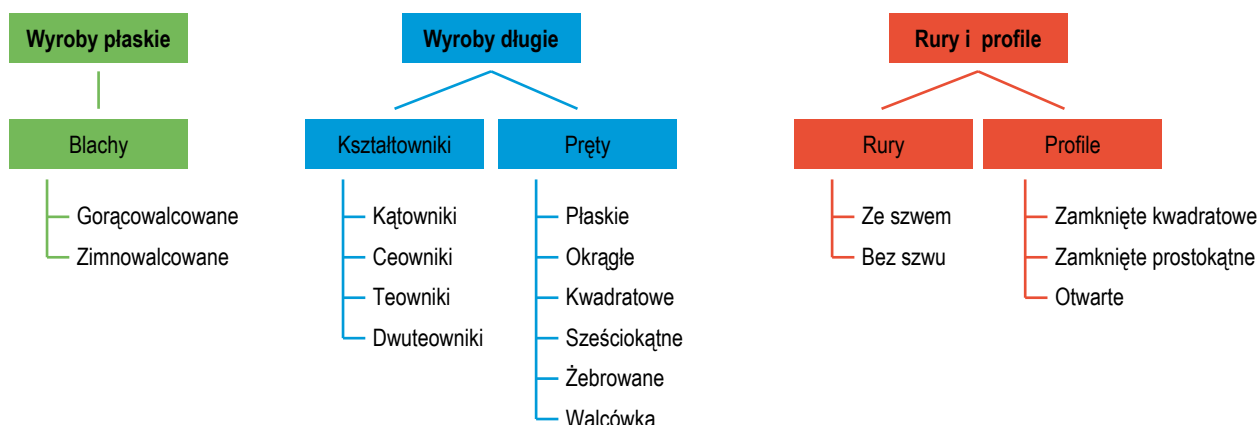 Wyroby płaskie
Blachy
Gorącowalcowane
Zimnowalcowane
Wyroby długie
Kształtowniki
Kątowniki
Ceowniki
Teowniki
Dwuteowniki
Pręty
Płaskie
Okrągłe
Kwadratowe
Sześciokątne
Żebrowane
Walcówka
Rury i profile
Rury
Ze szwem
Bez szwu
Profile
Zamknięte kwadratowe
Zamknięte prostokątne
Otwarte